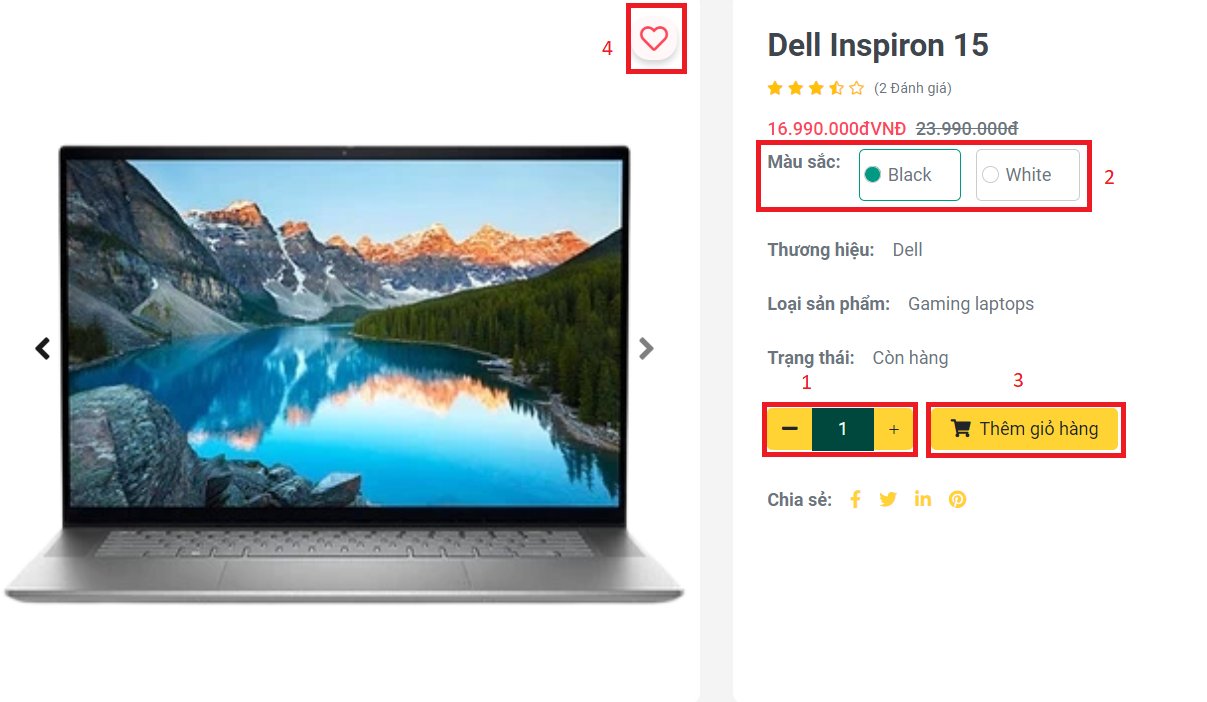 4
Dell Inspiron 15
(2 Đánh giá)
16.990.000đVNĐ 23.990.000đ
Màu sắc: Black White
2
Thương hiệu: Dell
Loại sản phẩm: Gaming laptops
Trạng thái: Còn hàng
1
3
− 1 + Thêm giỏ hàng
Chia sẻ: